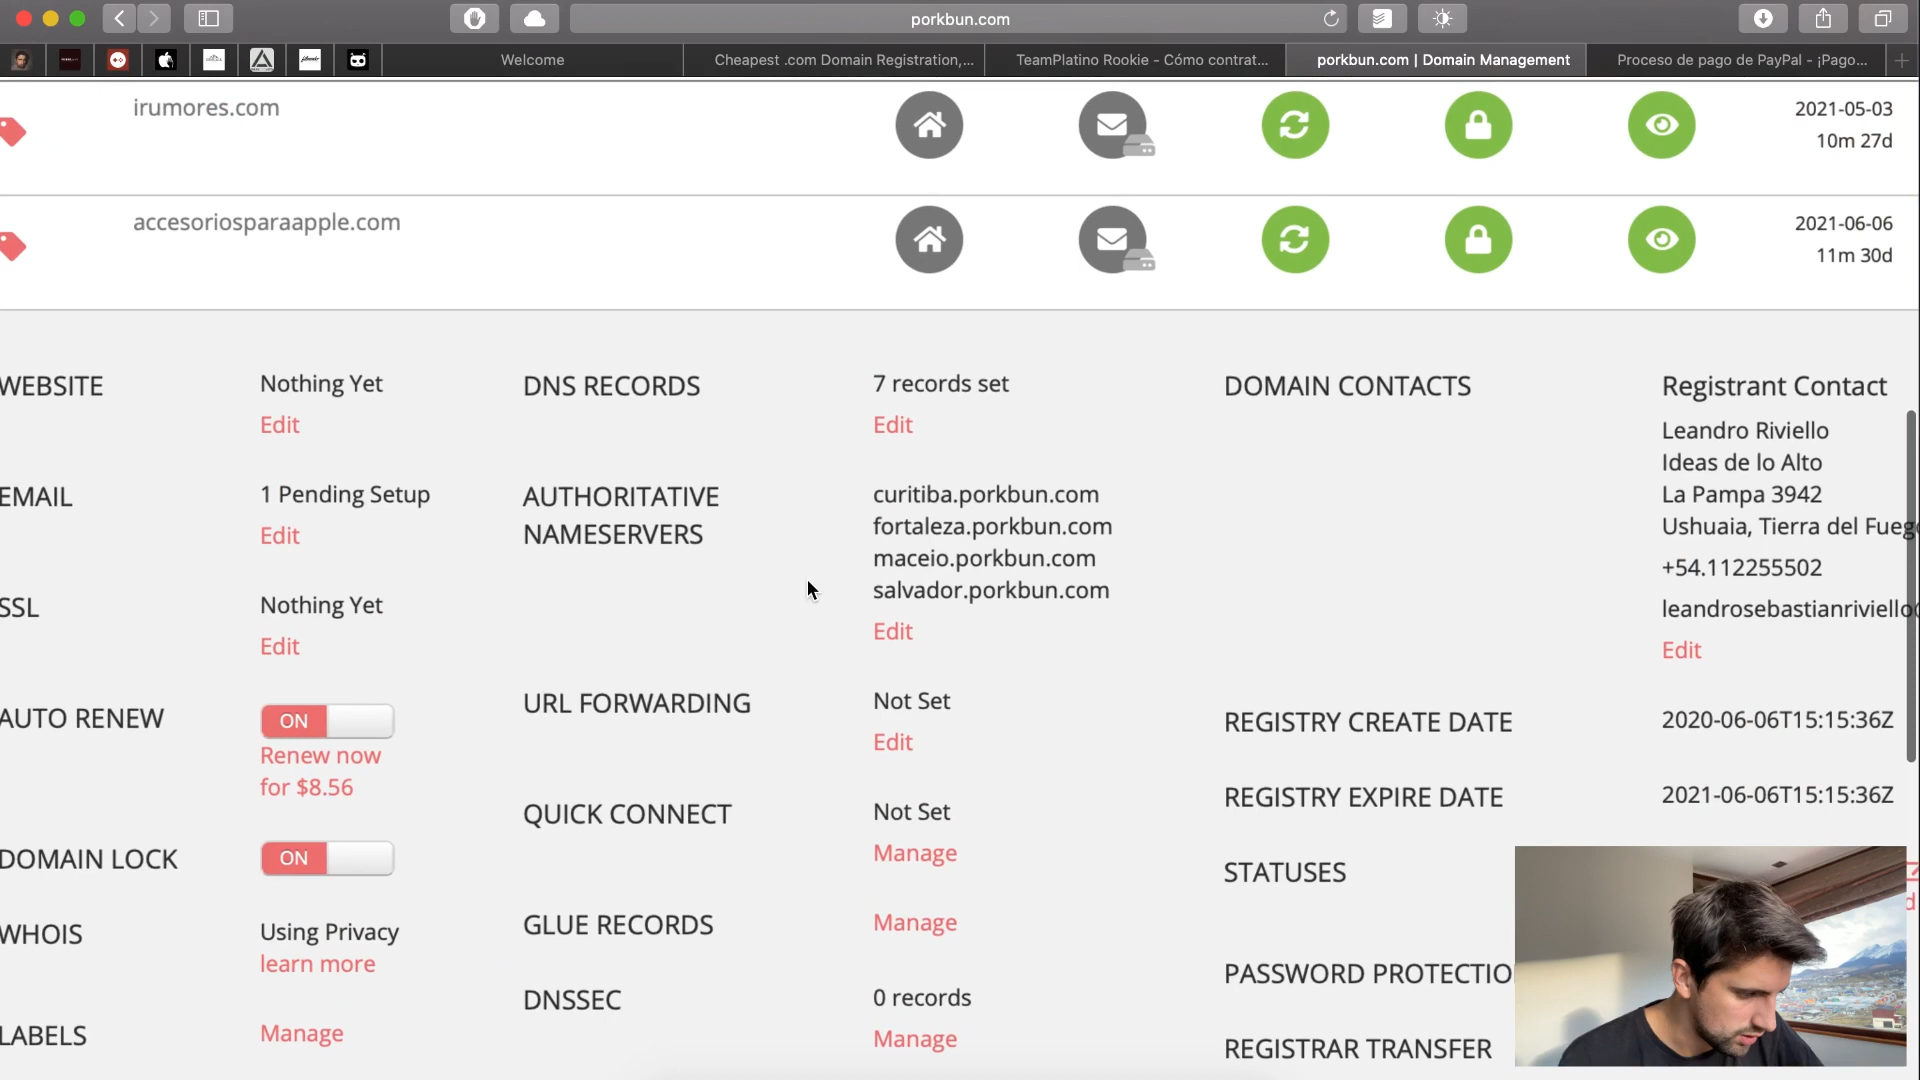 porkbun.com
Welcome
Cheapest .com Domain Registration,...
TeamPlatino Rookie - Cómo contrat...
porkbun.com | Domain Management
Proceso de pago de PayPal - ¡Pago...
irumores.com
2021-05-03
10m 27d
accesoriosparaapple.com
2021-06-06
11m 30d
WEBSITE
Nothing Yet
Edit
EMAIL
1 Pending Setup
Edit
SSL
Nothing Yet
Edit
AUTO RENEW
ON
Renew now
for $8.56
DOMAIN LOCK
ON
WHOIS
Using Privacy
learn more
LABELS
Manage
DNS RECORDS
7 records set
Edit
AUTHORITATIVE
NAMESERVERS
curitiba.porkbun.com
fortaleza.porkbun.com
maceio.porkbun.com
salvador.porkbun.com
Edit
URL FORWARDING
Not Set
Edit
QUICK CONNECT
Not Set
Manage
GLUE RECORDS
Manage
DNSSEC
0 records
Manage
DOMAIN CONTACTS
Registrant Contact
Leandro Riviello
Ideas de lo Alto
La Pampa 3942
Ushuaia, Tierra del Fueg
+54.112255502
leandrosebastianriviello
Edit
REGISTRY CREATE DATE
2020-06-06T15:15:36Z
REGISTRY EXPIRE DATE
2021-06-06T15:15:36Z
STATUSES
PASSWORD PROTECTIO
REGISTRAR TRANSFER